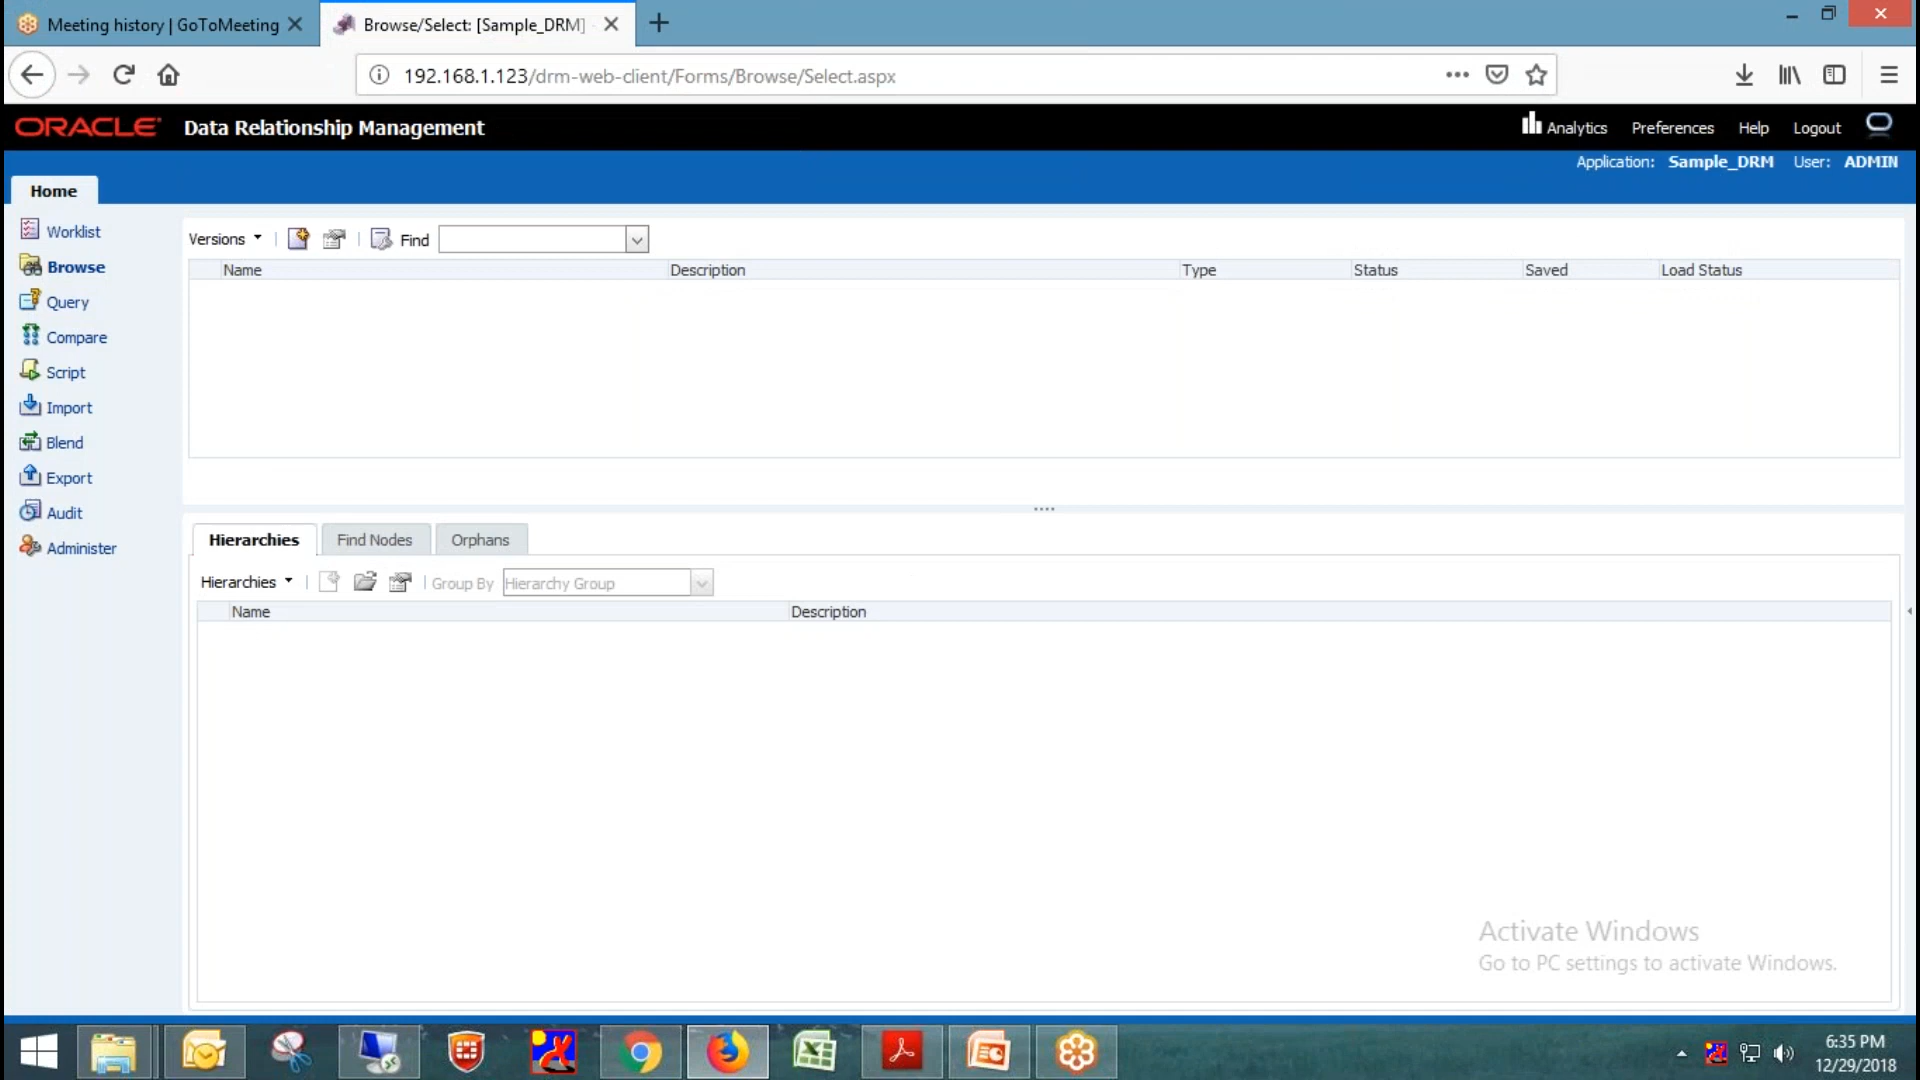 Meeting history | GoToMeeting
Browse/Select: [Sample_DRM]
192.168.1.123/drm-web-client/Forms/Browse/Select.aspx
ORACLE Data Relationship Management
Analytics Preferences Help Logout
Application: Sample_DRM User: ADMIN
Home
Worklist
Browse
Query
Compare
Script
Import
Blend
Export
Audit
Administer
Versions Find
Name Description Type Status Saved Load Status
Hierarchies Find Nodes Orphans
Hierarchies Group By Hierarchy Group
Name Description
Activate Windows
Go to PC settings to activate Windows.
6:35 PM
12/29/2018